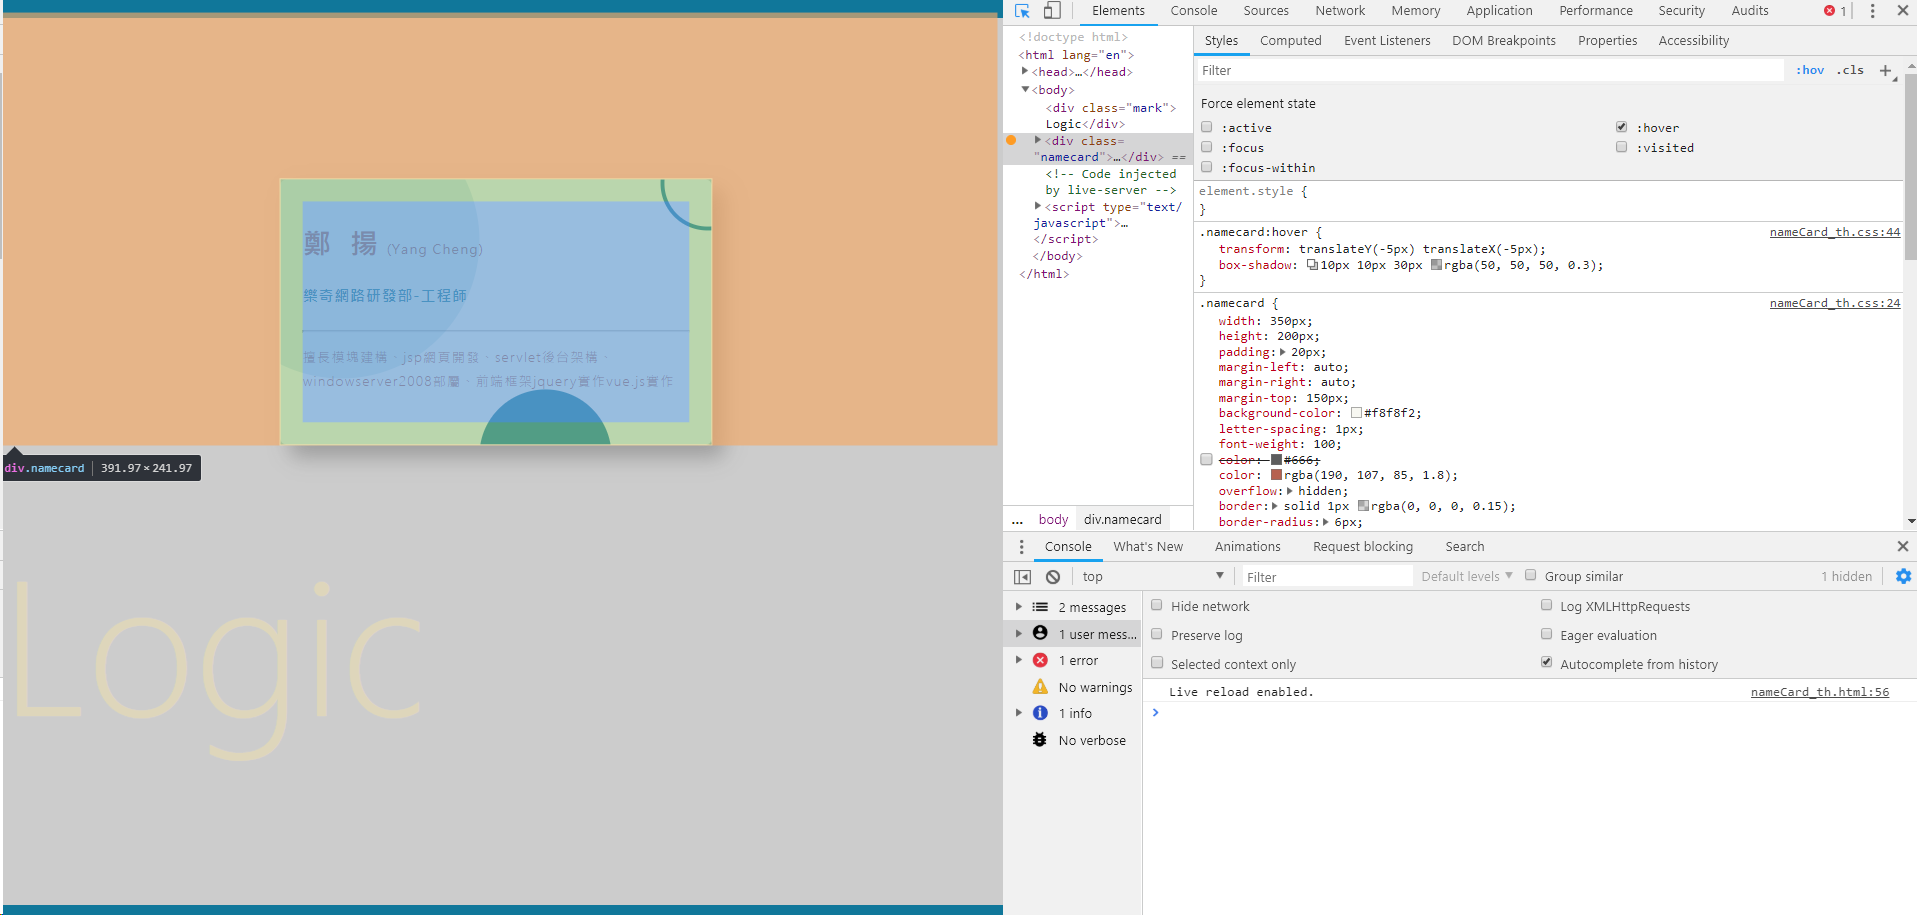 鄭 揚 (Yang Cheng)
樂奇網路研發部-工程師
擅長模塊建構、jsp網頁開發、servlet後台架構、
windowserver2008部屬、前端框架jquery實作vue.js實作
div.namecard 391.97 × 241.97
Logic
Elements Console Sources Network Memory Application Performance Security Audits 1
<!doctype html>
<html lang="en">
<head>…</head>
<body>
<div class="mark">
Logic</div>
<div class=
"namecard">…</div> ==
<!-- Code injected
by live-server -->
<script type="text/
javascript">…
</script>
</body>
</html>
... body div.namecard
Styles Computed Event Listeners DOM Breakpoints Properties Accessibility
Filter :hov .cls +
Force element state
:active :hover
:focus :visited
:focus-within
element.style {
}
.namecard:hover { nameCard_th.css:44
transform: translateY(-5px) translateX(-5px);
box-shadow: 10px 10px 30px rgba(50, 50, 50, 0.3);
}
.namecard { nameCard_th.css:24
width: 350px;
height: 200px;
padding: 20px;
margin-left: auto;
margin-right: auto;
margin-top: 150px;
background-color: #f8f8f2;
letter-spacing: 1px;
font-weight: 100;
color: #666;
color: rgba(190, 107, 85, 1.8);
overflow: hidden;
border: solid 1px rgba(0, 0, 0, 0.15);
border-radius: 6px;
Console What's New Animations Request blocking Search
top Filter Default levels Group similar 1 hidden
2 messages
1 user mess...
1 error
No warnings
1 info
No verbose
Hide network Log XMLHttpRequests
Preserve log Eager evaluation
Selected context only Autocomplete from history
Live reload enabled. nameCard_th.html:56